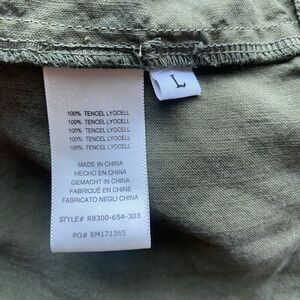 L
100% TENCEL LYOCELL
100% TENCEL LYOCELL
100% TENCEL LYOCELL
100% TENCEL LYOCELL
100% TENCEL LYOCELL
MADE IN CHINA
HECHO EN CHINA
GEMACHT IN CHINA
FABRIQUÉ EN CHINE
FABRICATO NEGLI CHINA
STYLE# R8300-654-303
PO# EM171365